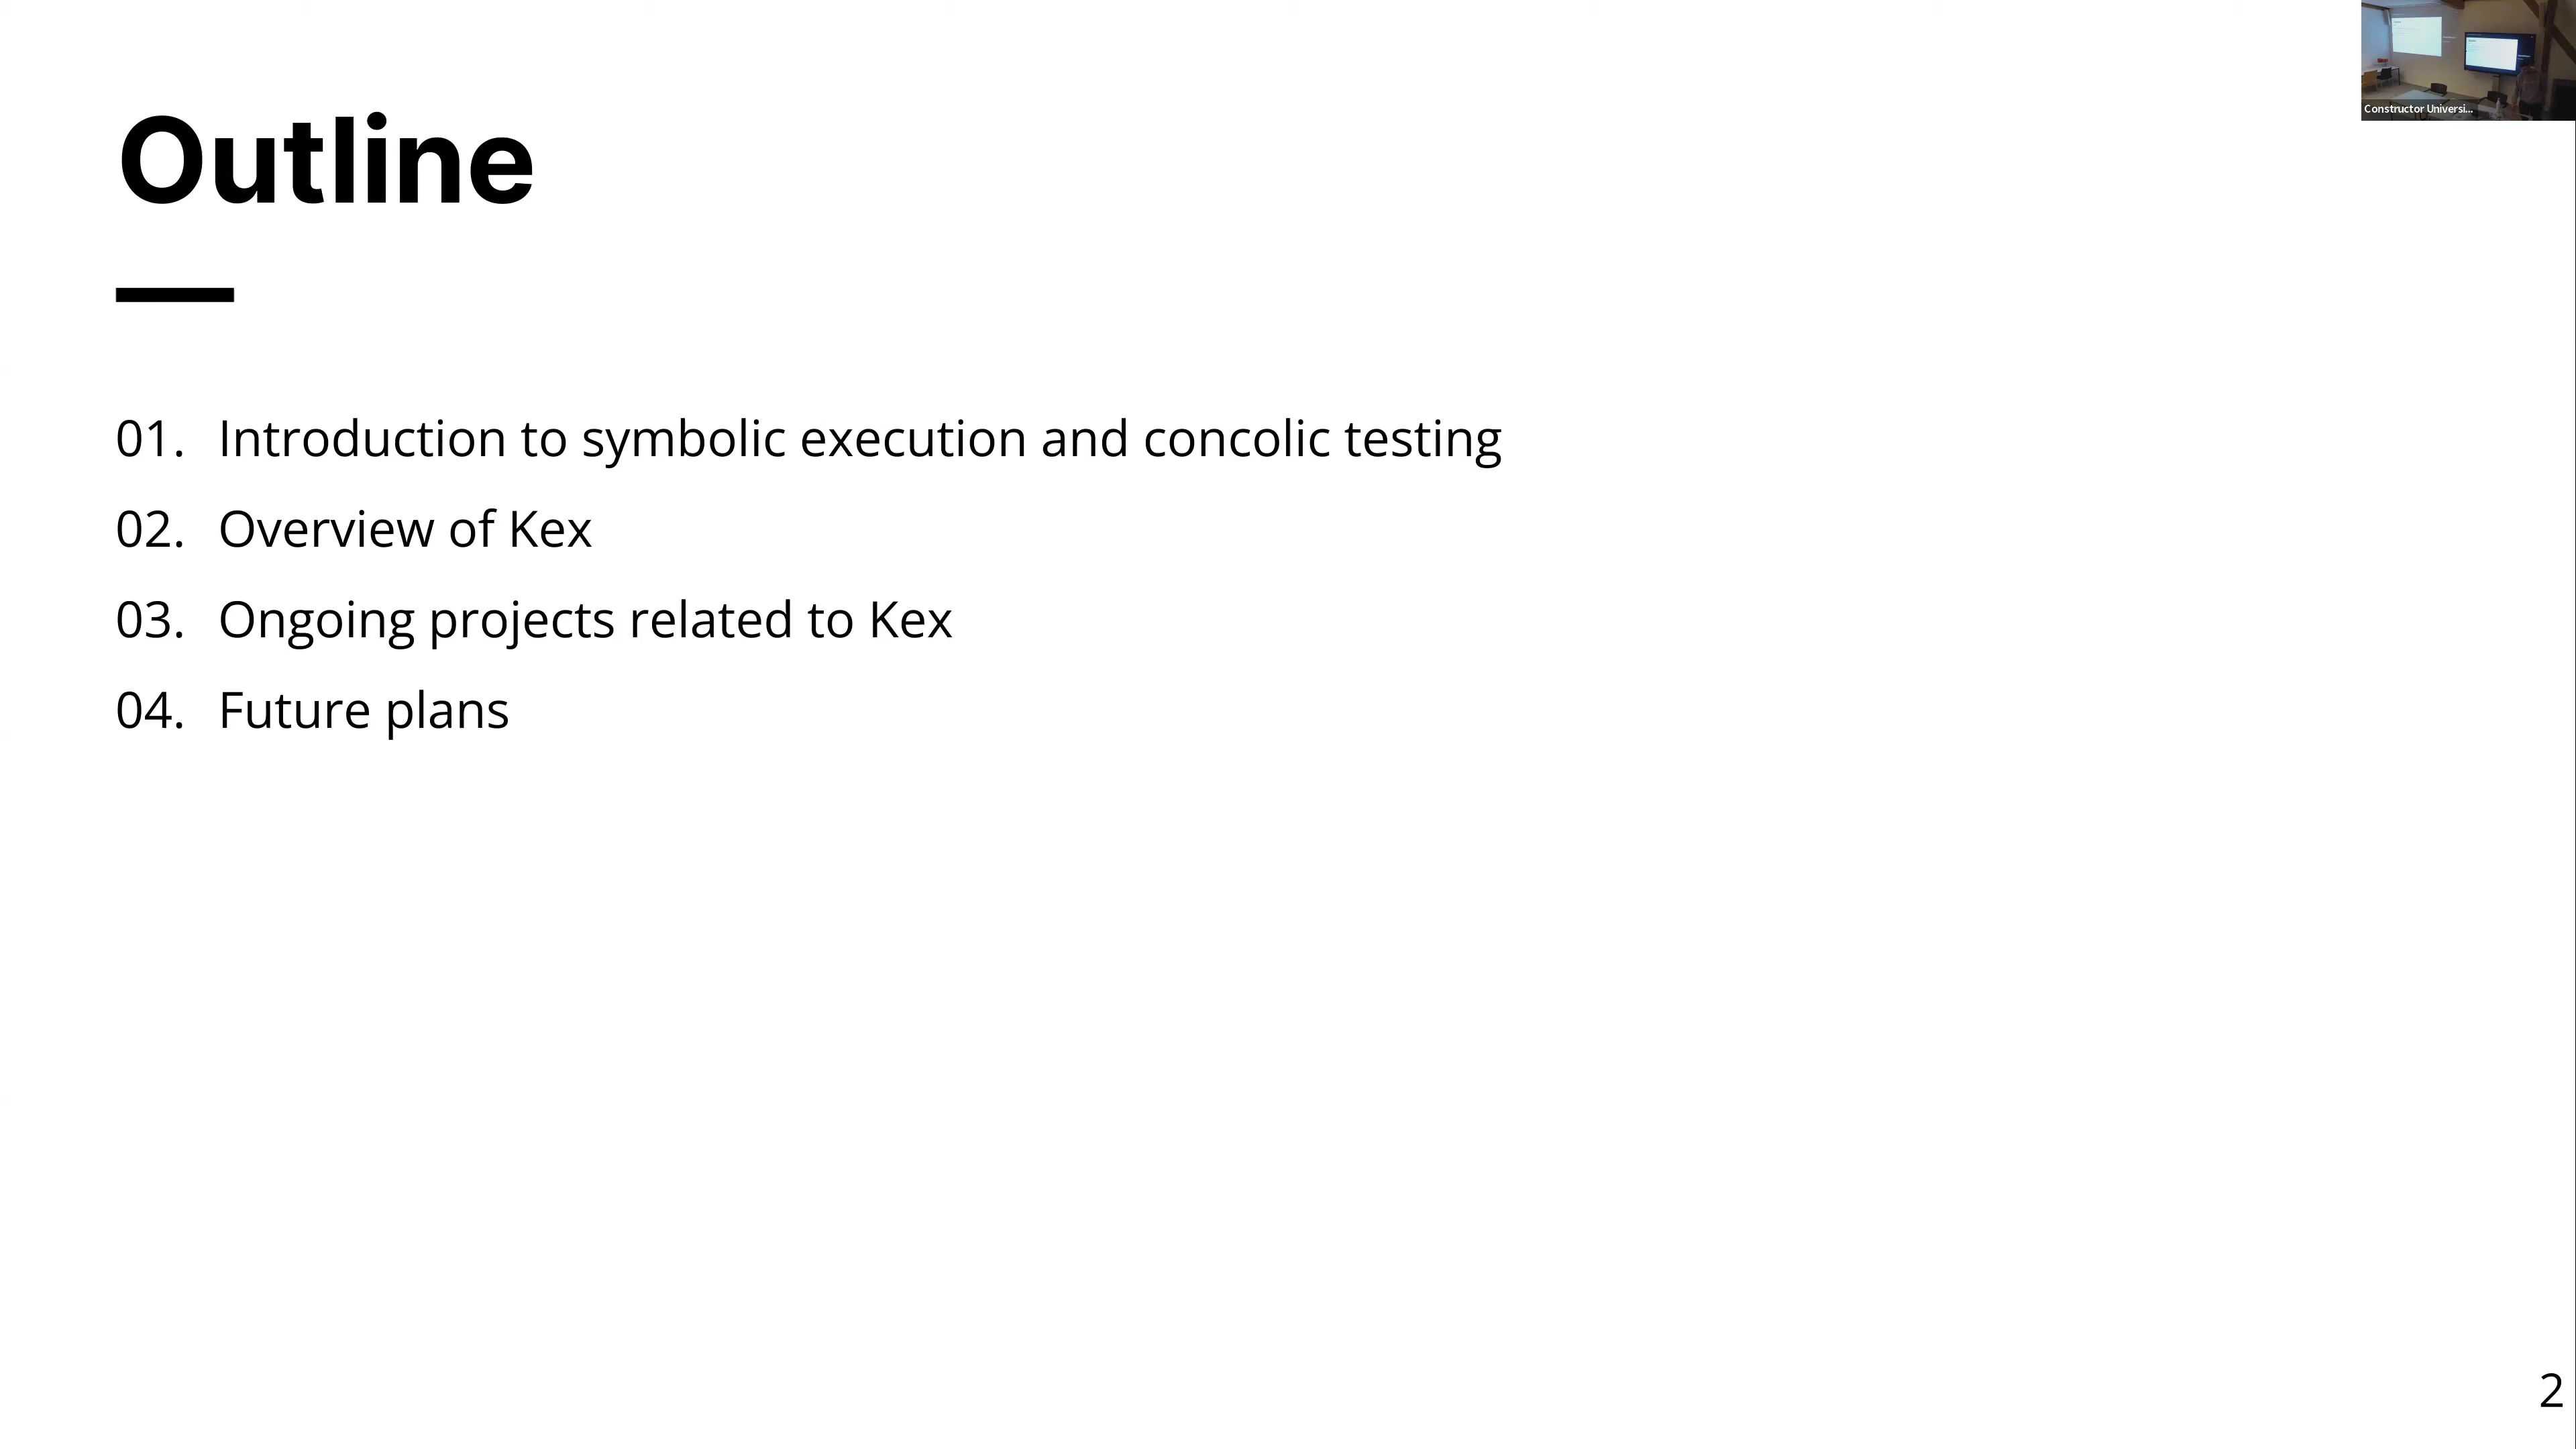 Constructor Universi...
Outline
01. Introduction to symbolic execution and concolic testing
02. Overview of Kex
03. Ongoing projects related to Kex
04. Future plans
2